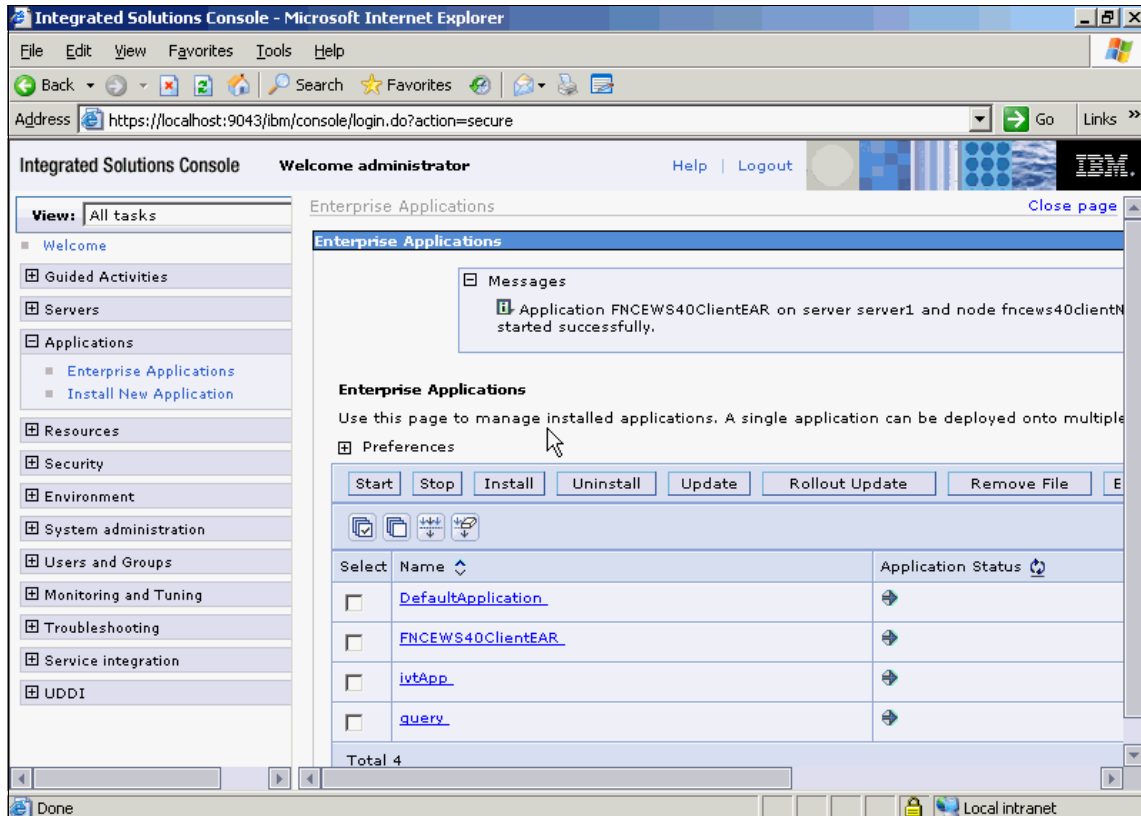 Integrated Solutions Console - Microsoft Internet Explorer
File Edit View Favorites Tools Help
Back Search Favorites
Address https://localhost:9043/ibm/console/login.do?action=secure Go Links »
Integrated Solutions Console Welcome administrator Help | Logout IBM.
View: All tasks
Welcome
Guided Activities
Servers
Applications
Enterprise Applications
Install New Application
Resources
Security
Environment
System administration
Users and Groups
Monitoring and Tuning
Troubleshooting
Service integration
UDDI
Enterprise Applications Close page
Enterprise Applications
Messages
Application FNCEWS40ClientEAR on server server1 and node fncews40clientN
started successfully.
Enterprise Applications
Use this page to manage installed applications. A single application can be deployed onto multiple
Preferences
Start Stop Install Uninstall Update Rollout Update Remove File E
Select Name Application Status
DefaultApplication
FNCEWS40ClientEAR
ivtApp
query
Total 4
Done Local intranet